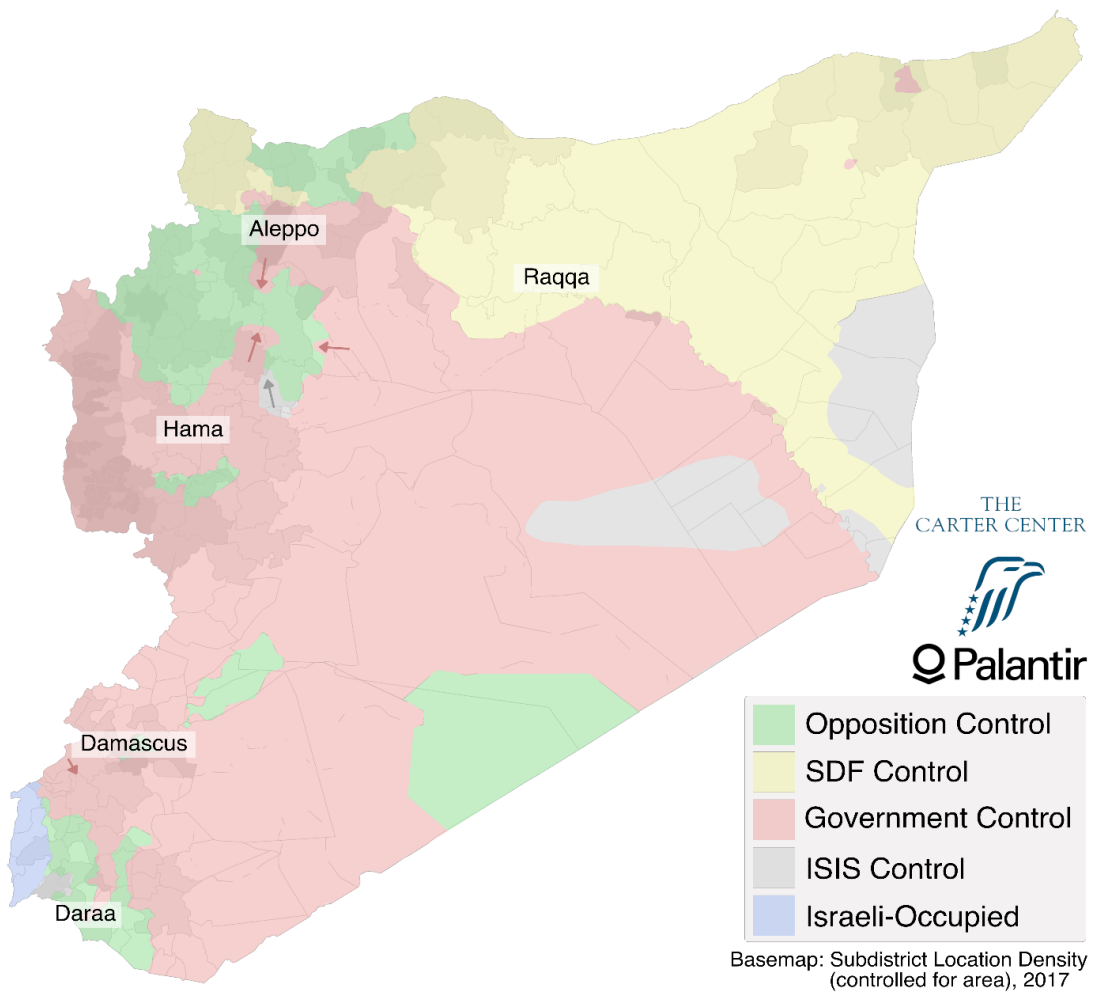 Aleppo
Raqqa
Hama
THE
CARTER CENTER
Palantir
Damascus
Daraa
Opposition Control
SDF Control
Government Control
ISIS Control
Israeli-Occupied
Basemap: Subdistrict Location Density
(controlled for area), 2017